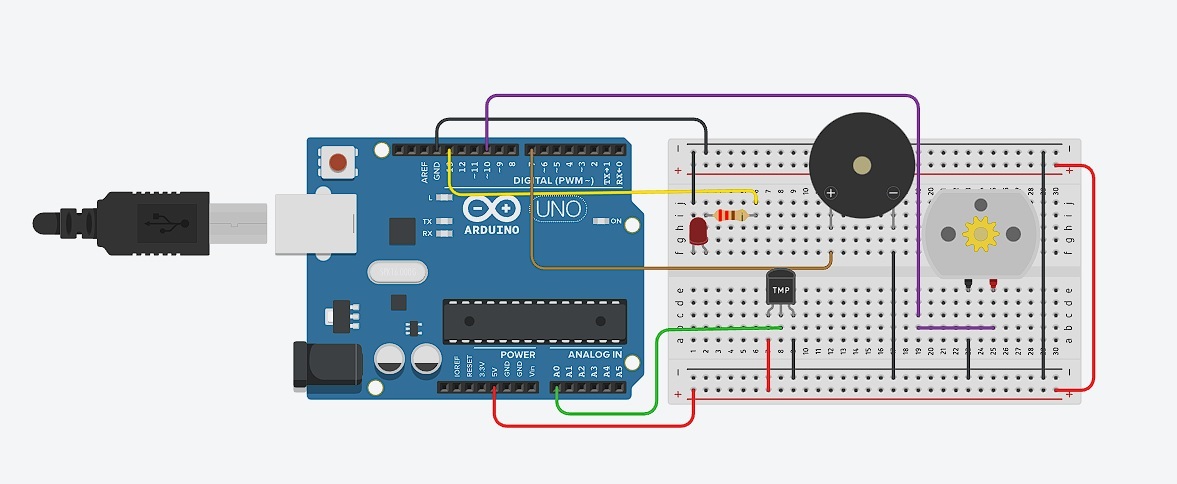 AREF
GND
13
12
~11
~10
~9
8
7
~6
~5
4
~3
2
TX→1
RX←0
DIGITAL (PWM~)
L
TX
RX
UNO
ARDUINO
ON
IOREF
RESET
3.3V
5V
GND
GND
Vin
POWER
ANALOG IN
A0
A1
A2
A3
A4
A5
TMP
+
−
j
i
h
g
f
e
d
c
b
a